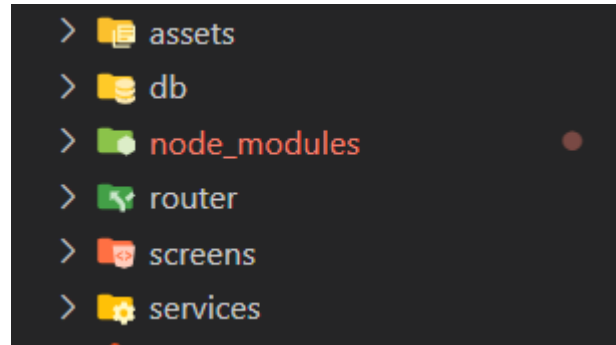 assets
db
node_modules
router
screens
services